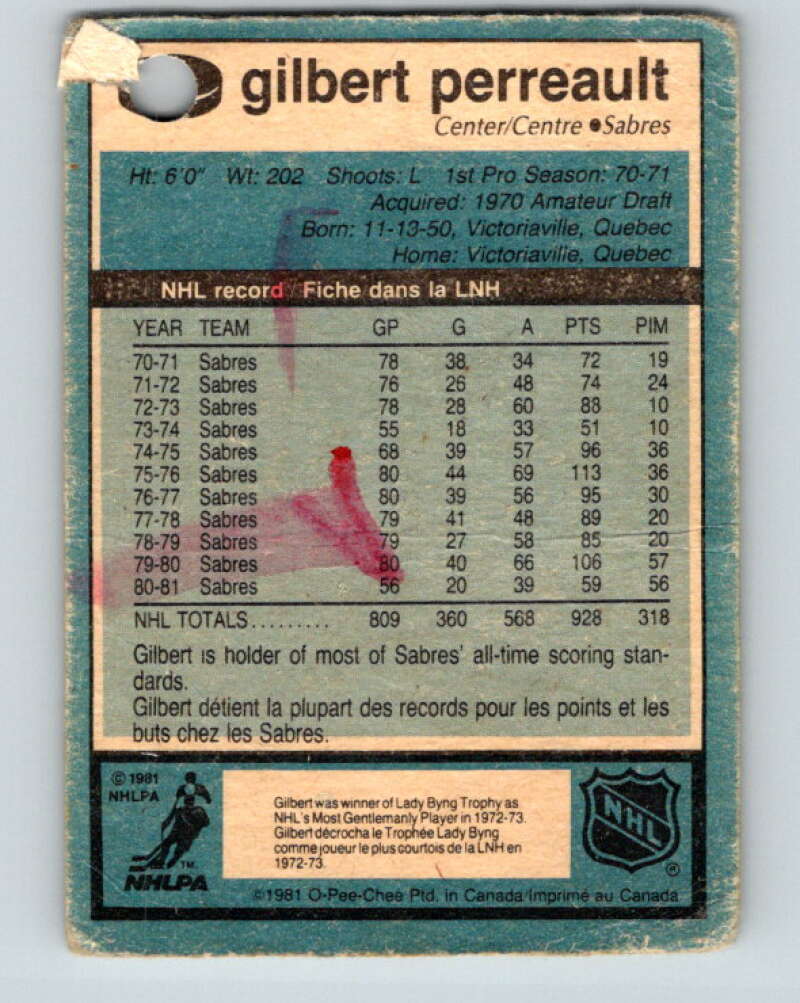 gilbert perreault
Center/Centre ●Sabres
Ht: 6'0" Wt: 202 Shoots: L 1st Pro Season: 70-71
Acquired: 1970 Amateur Draft
Born: 11-13-50, Victoriaville, Quebec
Home: Victoriaville, Quebec
NHL record/Fiche dans la LNH
YEAR TEAM GP G A PTS PIM
70-71 Sabres 78 38 34 72 19
71-72 Sabres 76 26 48 74 24
72-73 Sabres 78 28 60 88 10
73-74 Sabres 55 18 33 51 10
74-75 Sabres 68 39 57 96 36
75-76 Sabres 80 44 69 113 36
76-77 Sabres 80 39 56 95 30
77-78 Sabres 79 41 48 89 20
78-79 Sabres 79 27 58 85 20
79-80 Sabres 80 40 66 106 57
80-81 Sabres 56 20 39 59 56
NHL TOTALS......... 809 360 568 928 318
Gilbert is holder of most of Sabres' all-time scoring stan-
dards.
Gilbert détient la plupart des records pour les points et les
buts chez les Sabres.
© 1981
NHLPA
Gilbert was winner of Lady Byng Trophy as
NHL's Most Gentlemanly Player in 1972-73.
Gilbert décrocha le Trophée Lady Byng
comme joueur le plus courtois de la LNH en
1972-73.
TM
NHLPA
NHL
®
©1981 O-Pee-Chee Ptd. in Canada/Imprimé au Canada